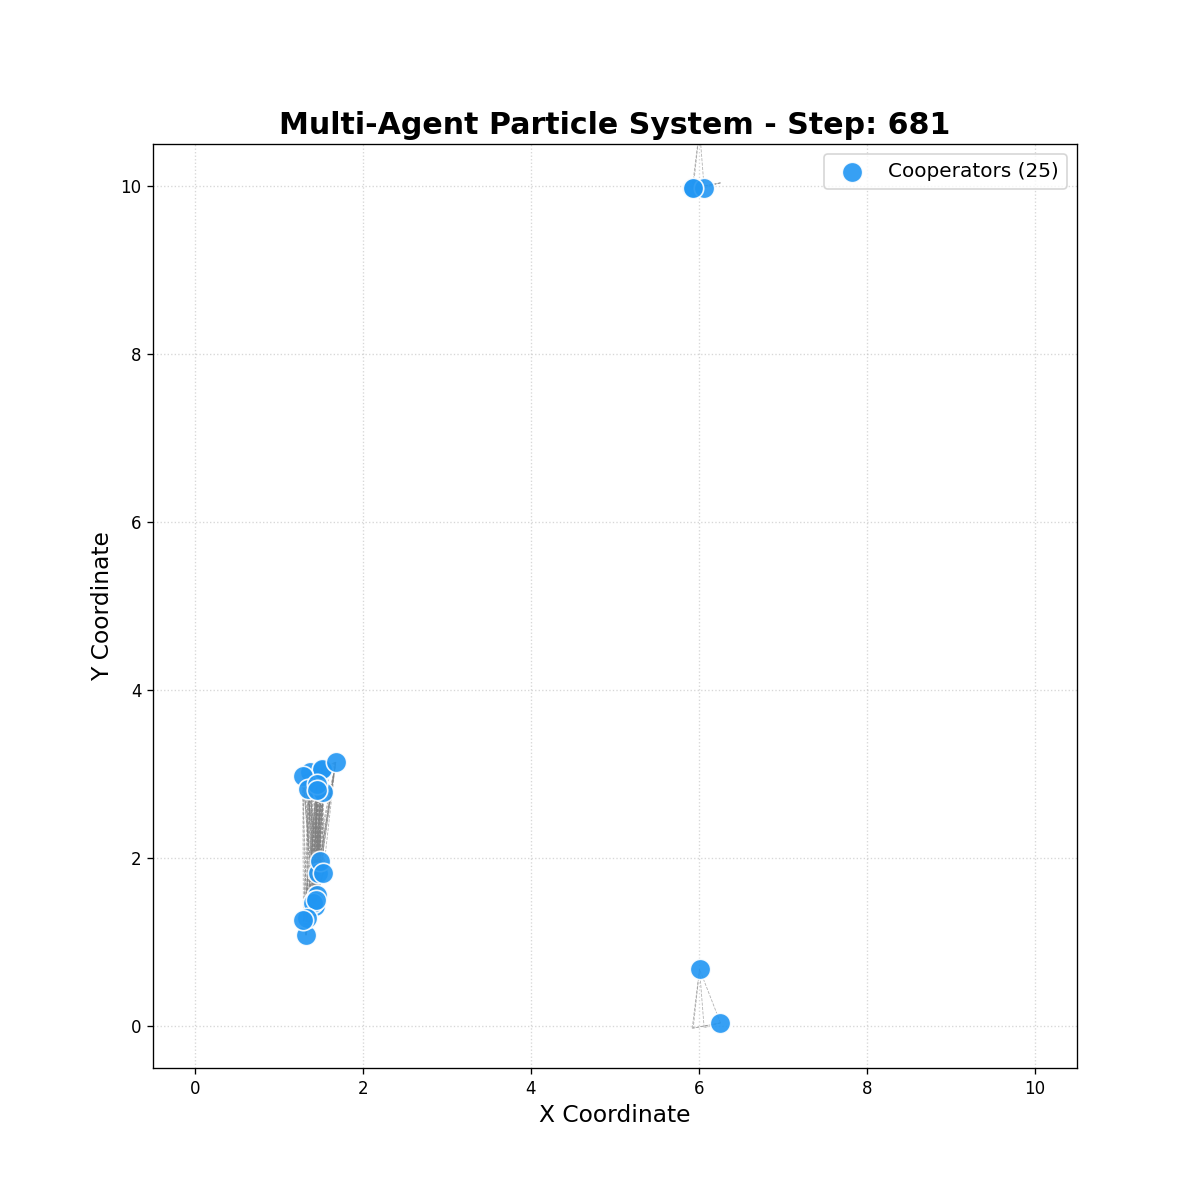 Multi-Agent Particle System - Step: 681
Cooperators (25)
10
8
6
4
2
0
Y Coordinate
0 2 4 6 8 10
X Coordinate